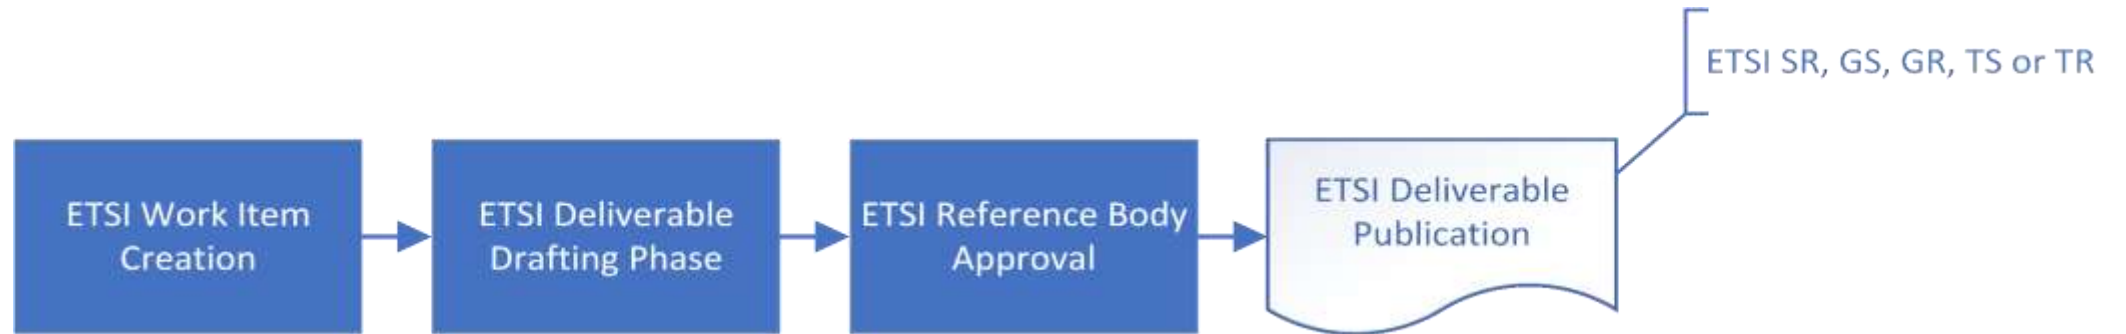 ETSI SR, GS, GR, TS or TR
ETSI Work Item
Creation
ETSI Deliverable
Drafting Phase
ETSI Reference Body
Approval
ETSI Deliverable
Publication